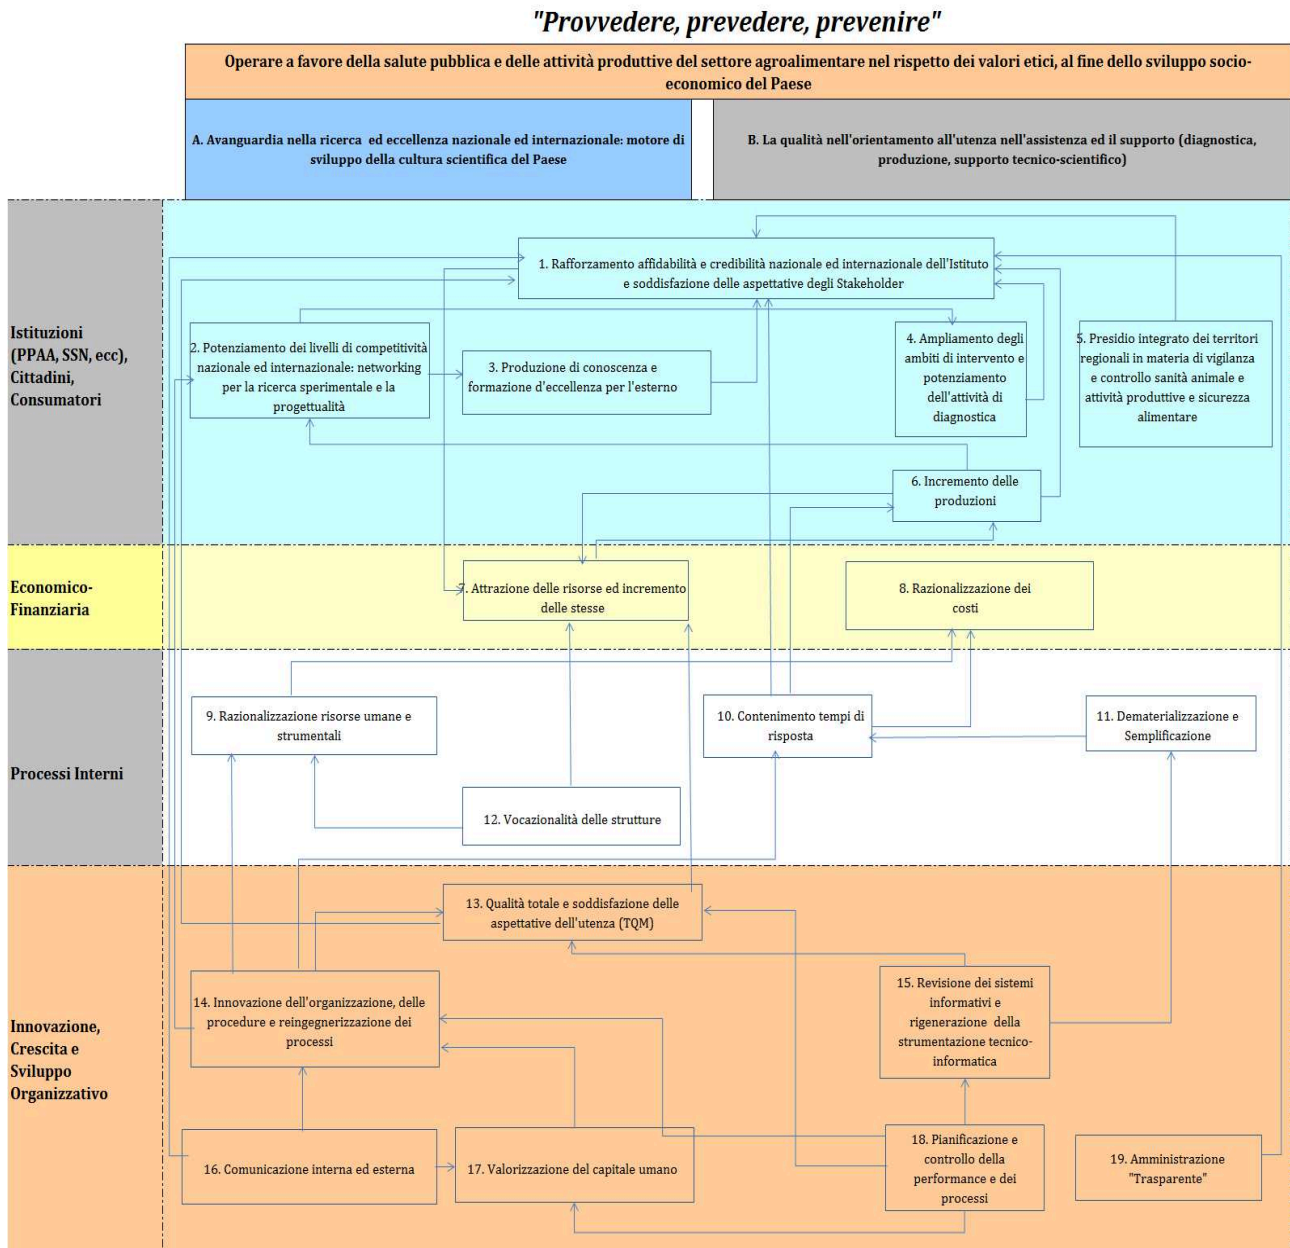 "Provvedere, prevedere, prevenire"
Operare a favore della salute pubblica e delle attività produttive del settore agroalimentare nel rispetto dei valori etici, al fine dello sviluppo socio-
economico del Paese
A. Avanguardia nella ricerca ed eccellenza nazionale ed internazionale: motore di
sviluppo della cultura scientifica del Paese
B. La qualità nell'orientamento all'utenza nell'assistenza ed il supporto (diagnostica,
produzione, supporto tecnico-scientifico)
Istituzioni
(PPAA, SSN, ecc),
Cittadini,
Consumatori
1. Rafforzamento affidabilità e credibilità nazionale ed internazionale dell'Istituto
e soddisfazione delle aspettative degli Stakeholder
2. Potenziamento dei livelli di competitività
nazionale ed internazionale: networking
per la ricerca sperimentale e la
progettualità
3. Produzione di conoscenza e
formazione d'eccellenza per l'esterno
4. Ampliamento degli
ambiti di intervento e
potenziamento
dell'attività di
diagnostica
5. Presidio integrato dei territori
regionali in materia di vigilanza
e controllo sanità animale e
attività produttive e sicurezza
alimentare
6. Incremento delle
produzioni
Economico-
Finanziaria
7. Attrazione delle risorse ed incremento
delle stesse
8. Razionalizzazione dei
costi
Processi Interni
9. Razionalizzazione risorse umane e
strumentali
10. Contenimento tempi di
risposta
11. Dematerializzazione e
Semplificazione
12. Vocazionalità delle strutture
Innovazione,
Crescita e
Sviluppo
Organizzativo
13. Qualità totale e soddisfazione delle
aspettative dell'utenza (TQM)
14. Innovazione dell'organizzazione, delle
procedure e reingegnerizzazione dei
processi
15. Revisione dei sistemi
informativi e
rigenerazione della
strumentazione tecnico-
informatica
16. Comunicazione interna ed esterna
17. Valorizzazione del capitale umano
18. Pianificazione e
controllo della
performance e dei
processi
19. Amministrazione
"Trasparente"